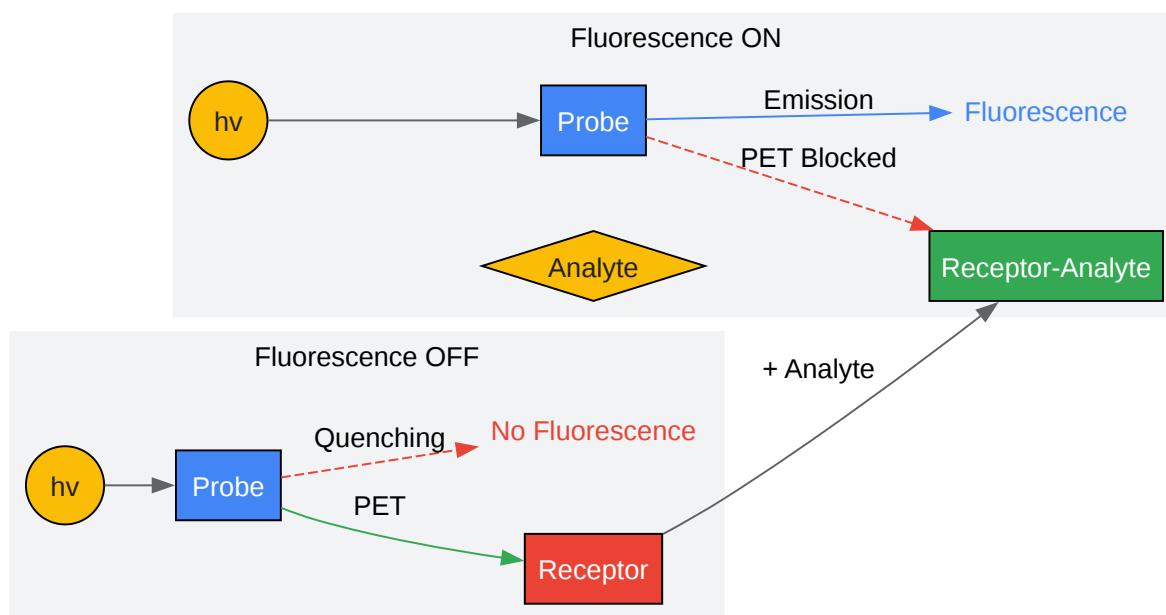 Fluorescence ON
hv
Probe
Emission
Fluorescence
PET Blocked
Analyte
Receptor-Analyte
Fluorescence OFF
+ Analyte
hv
Probe
Quenching
No Fluorescence
PET
Receptor